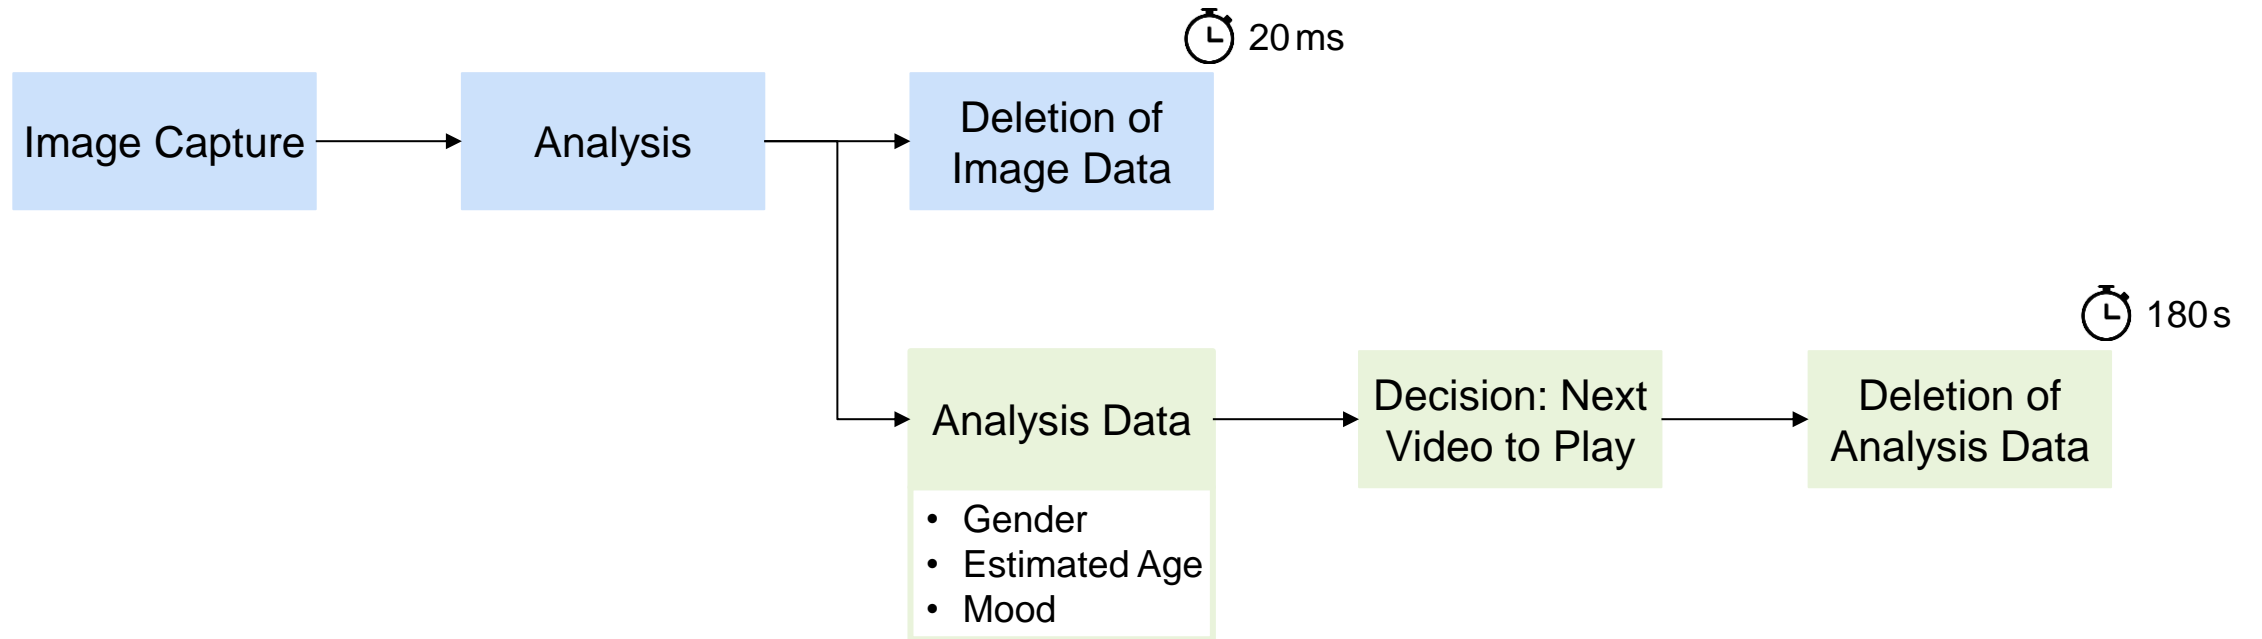 20 ms
Image Capture
Analysis
Deletion of
Image Data
180 s
Analysis Data
• Gender
• Estimated Age
• Mood
Decision: Next
Video to Play
Deletion of
Analysis Data